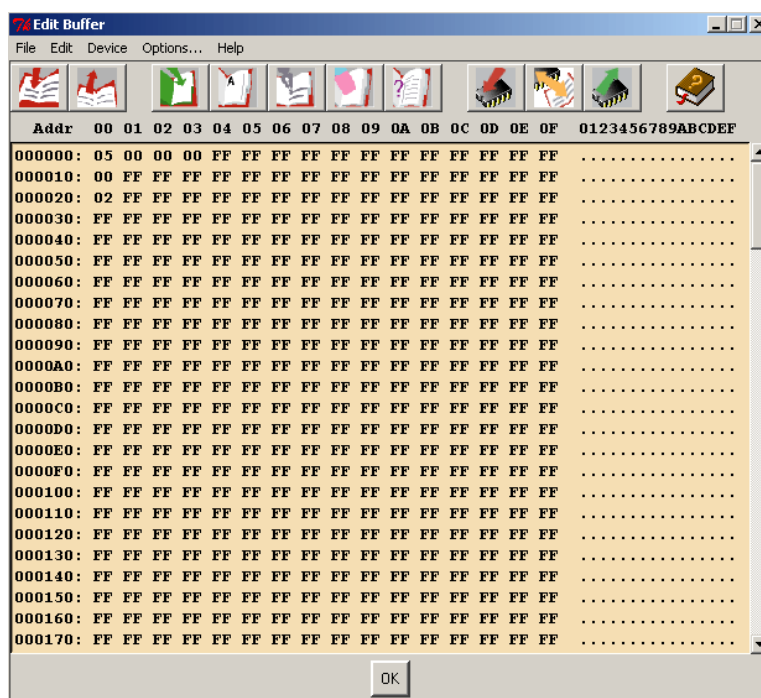 Edit Buffer
File Edit Device Options... Help
A ? ?
Addr 00 01 02 03 04 05 06 07 08 09 0A 0B 0C 0D 0E 0F 0123456789ABCDEF
000000: 05 00 00 00 FF FF FF FF FF FF FF FF FF FF FF FF ................
000010: 00 FF FF FF FF FF FF FF FF FF FF FF FF FF FF FF ................
000020: 02 FF FF FF FF FF FF FF FF FF FF FF FF FF FF FF ................
000030: FF FF FF FF FF FF FF FF FF FF FF FF FF FF FF FF ................
000040: FF FF FF FF FF FF FF FF FF FF FF FF FF FF FF FF ................
000050: FF FF FF FF FF FF FF FF FF FF FF FF FF FF FF FF ................
000060: FF FF FF FF FF FF FF FF FF FF FF FF FF FF FF FF ................
000070: FF FF FF FF FF FF FF FF FF FF FF FF FF FF FF FF ................
000080: FF FF FF FF FF FF FF FF FF FF FF FF FF FF FF FF ................
000090: FF FF FF FF FF FF FF FF FF FF FF FF FF FF FF FF ................
0000A0: FF FF FF FF FF FF FF FF FF FF FF FF FF FF FF FF ................
0000B0: FF FF FF FF FF FF FF FF FF FF FF FF FF FF FF FF ................
0000C0: FF FF FF FF FF FF FF FF FF FF FF FF FF FF FF FF ................
0000D0: FF FF FF FF FF FF FF FF FF FF FF FF FF FF FF FF ................
0000E0: FF FF FF FF FF FF FF FF FF FF FF FF FF FF FF FF ................
0000F0: FF FF FF FF FF FF FF FF FF FF FF FF FF FF FF FF ................
000100: FF FF FF FF FF FF FF FF FF FF FF FF FF FF FF FF ................
000110: FF FF FF FF FF FF FF FF FF FF FF FF FF FF FF FF ................
000120: FF FF FF FF FF FF FF FF FF FF FF FF FF FF FF FF ................
000130: FF FF FF FF FF FF FF FF FF FF FF FF FF FF FF FF ................
000140: FF FF FF FF FF FF FF FF FF FF FF FF FF FF FF FF ................
000150: FF FF FF FF FF FF FF FF FF FF FF FF FF FF FF FF ................
000160: FF FF FF FF FF FF FF FF FF FF FF FF FF FF FF FF ................
000170: FF FF FF FF FF FF FF FF FF FF FF FF FF FF FF FF ................
OK